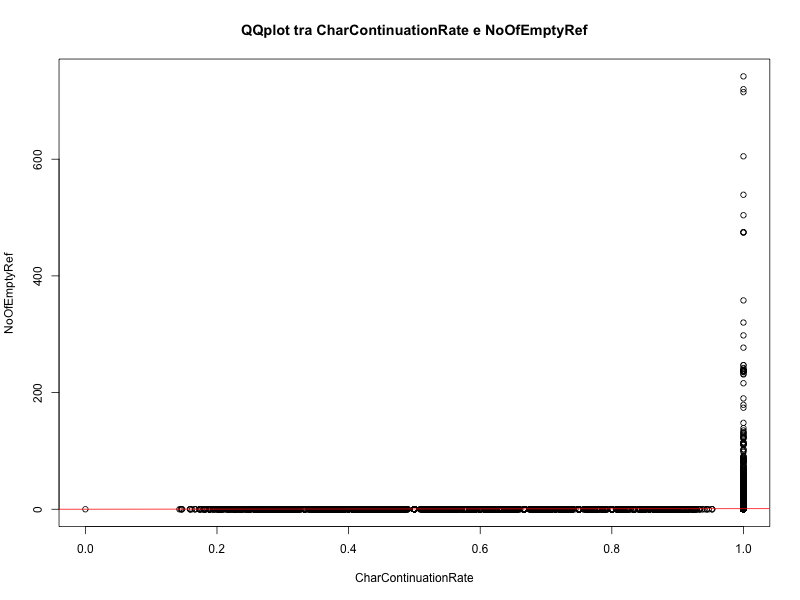 QQplot tra CharContinuationRate e NoOfEmptyRef
600
400
200
0
NoOfEmptyRef
0.0 0.2 0.4 0.6 0.8 1.0
CharContinuationRate